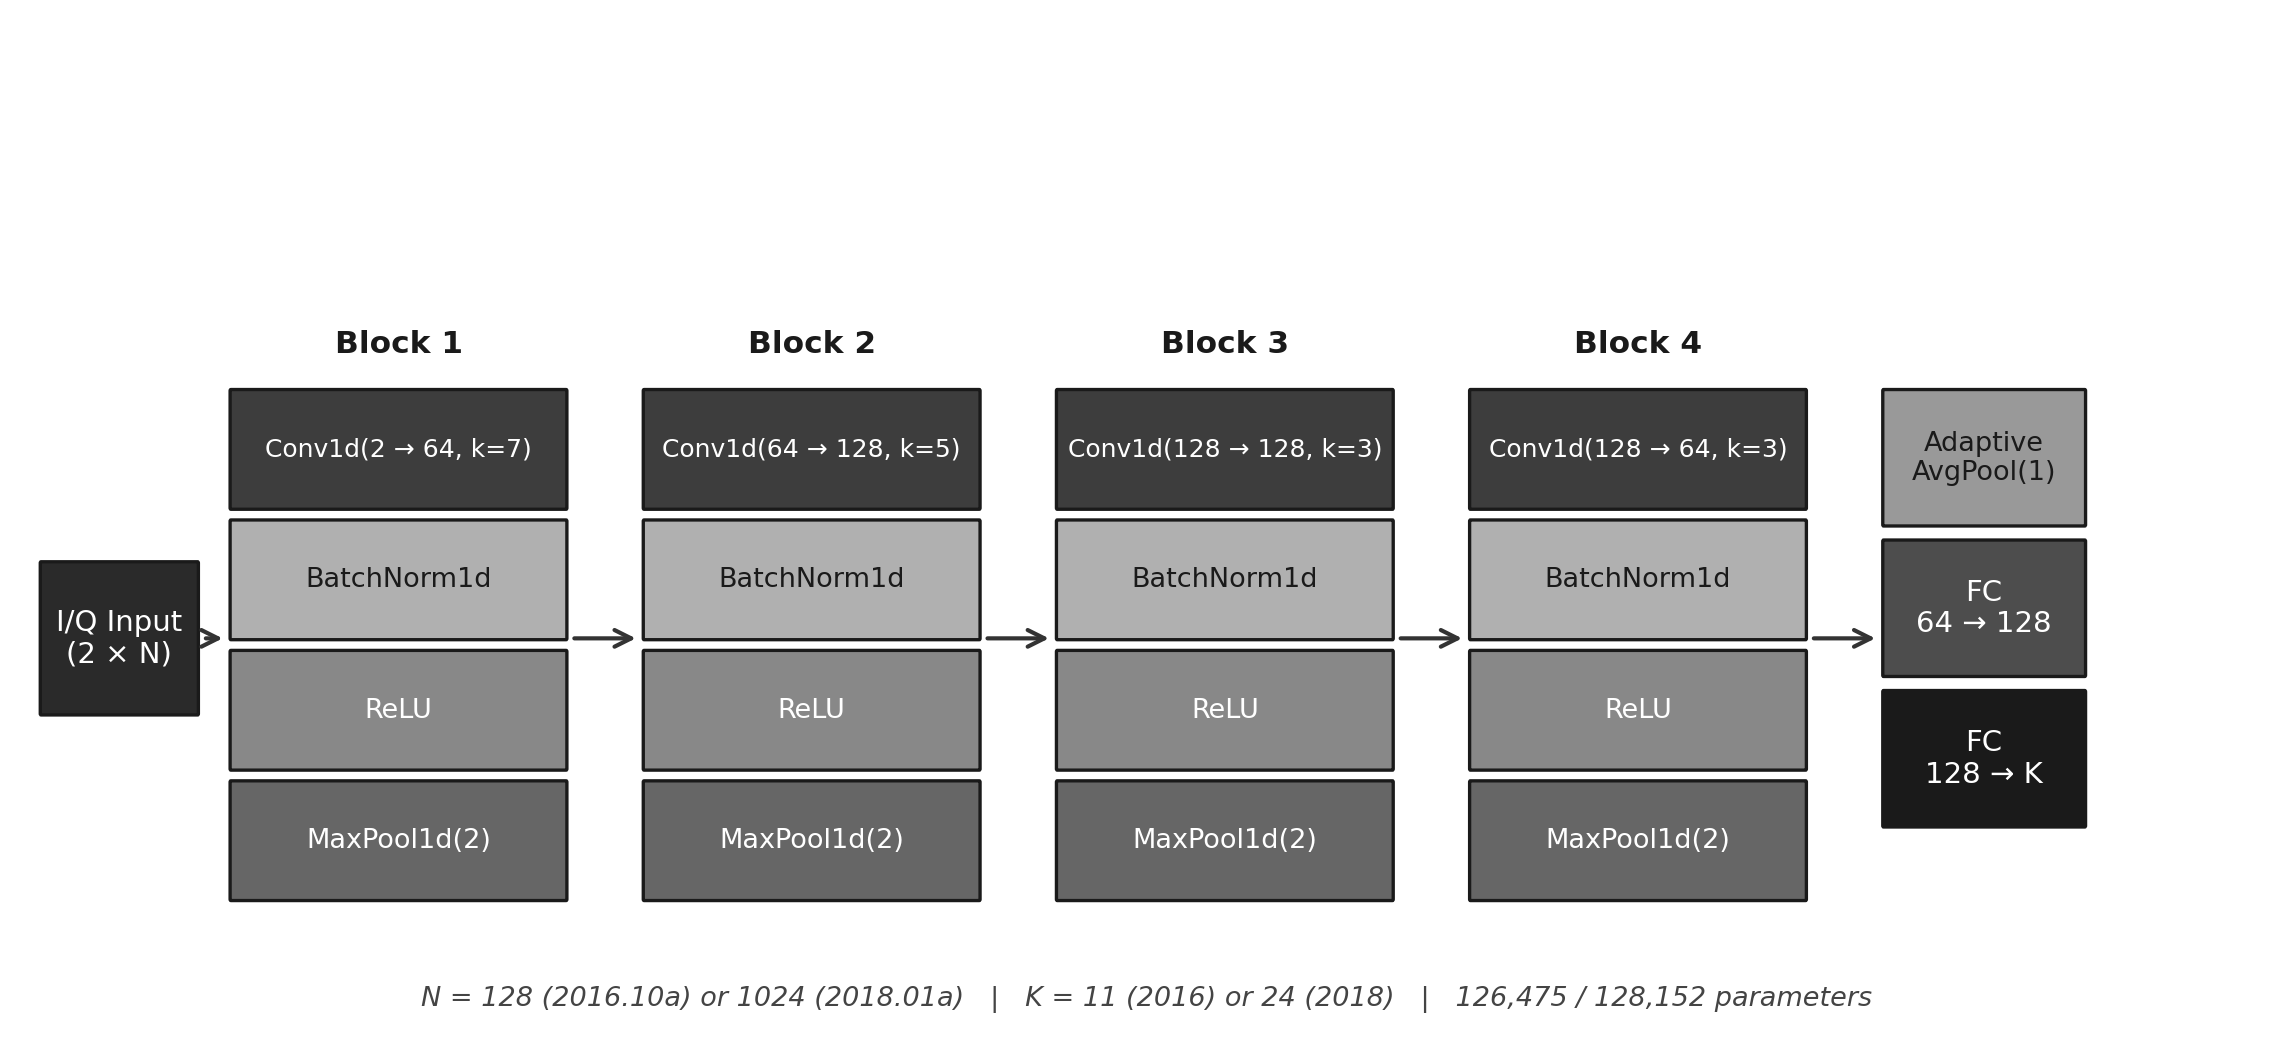 Block 1
Block 2
Block 3
Block 4
I/Q Input
(2 × N)
Conv1d(2 → 64, k=7)
BatchNorm1d
ReLU
MaxPool1d(2)
Conv1d(64 → 128, k=5)
BatchNorm1d
ReLU
MaxPool1d(2)
Conv1d(128 → 128, k=3)
BatchNorm1d
ReLU
MaxPool1d(2)
Conv1d(128 → 64, k=3)
BatchNorm1d
ReLU
MaxPool1d(2)
Adaptive
AvgPool(1)
FC
64 → 128
FC
128 → K
N = 128 (2016.10a) or 1024 (2018.01a) | K = 11 (2016) or 24 (2018) | 126,475 / 128,152 parameters